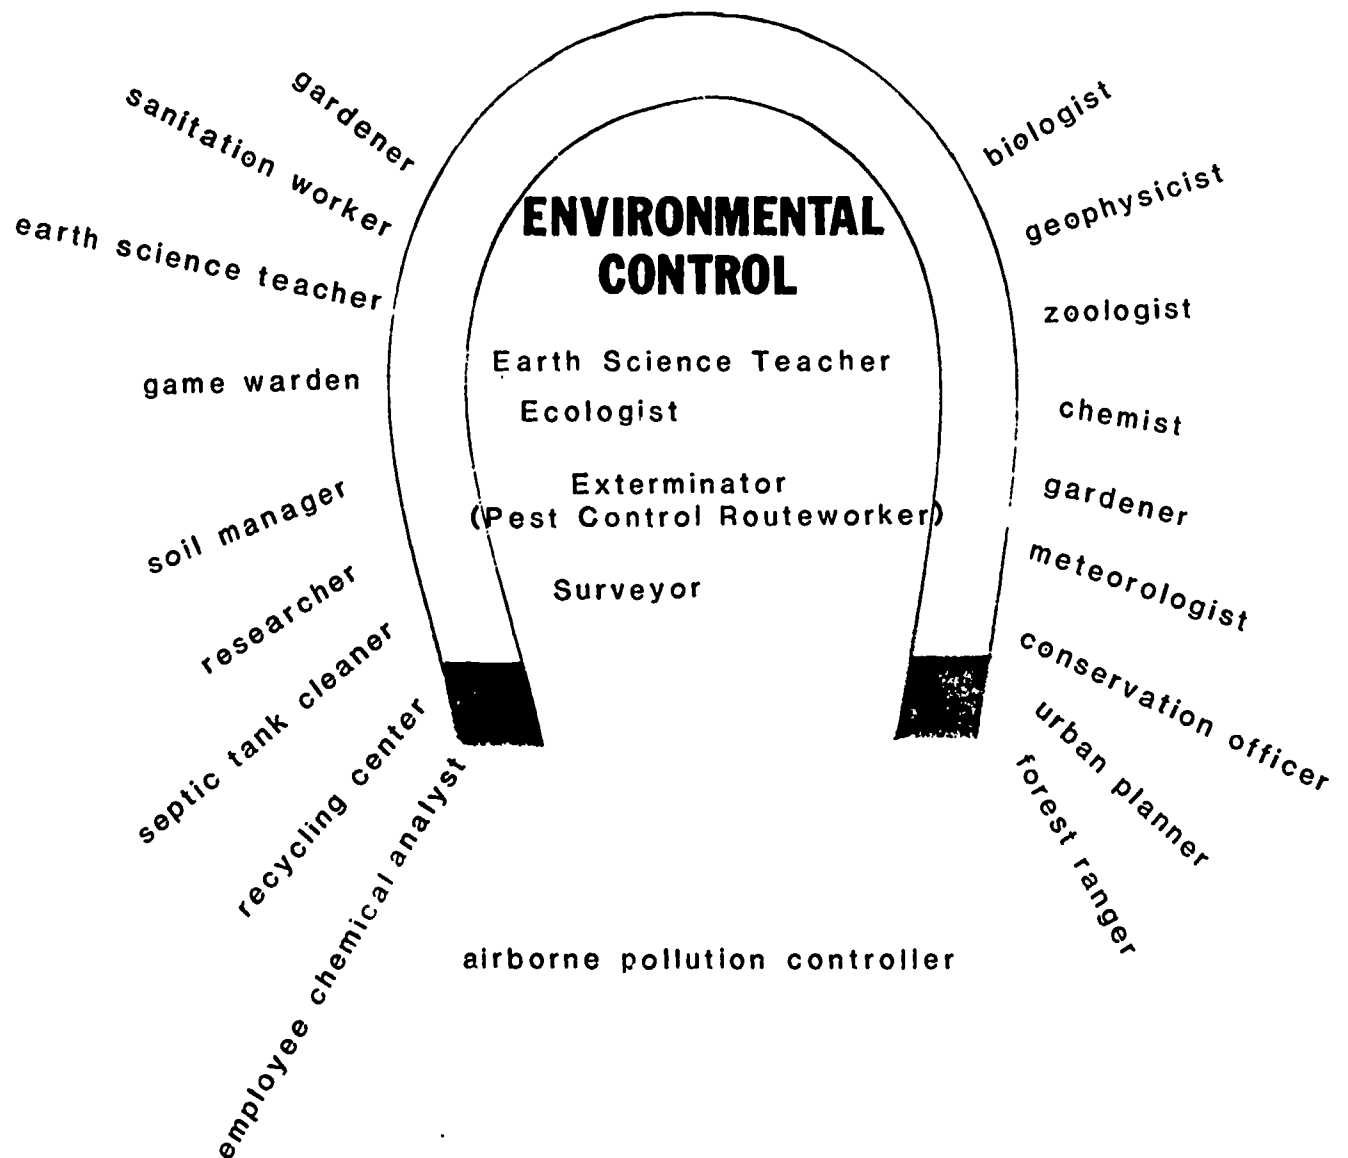 ENVIRONMENTAL
CONTROL
Earth Science Teacher
Ecologist
Exterminator
(Pest Control Routeworker)
Surveyor
gardener
sanitation worker
earth science teacher
game warden
soil manager
researcher
septic tank cleaner
recycling center
employee chemical analyst
airborne pollution controller
biologist
geophysicist
zoologist
chemist
gardener
meteorologist
conservation officer
urban planner
forest ranger